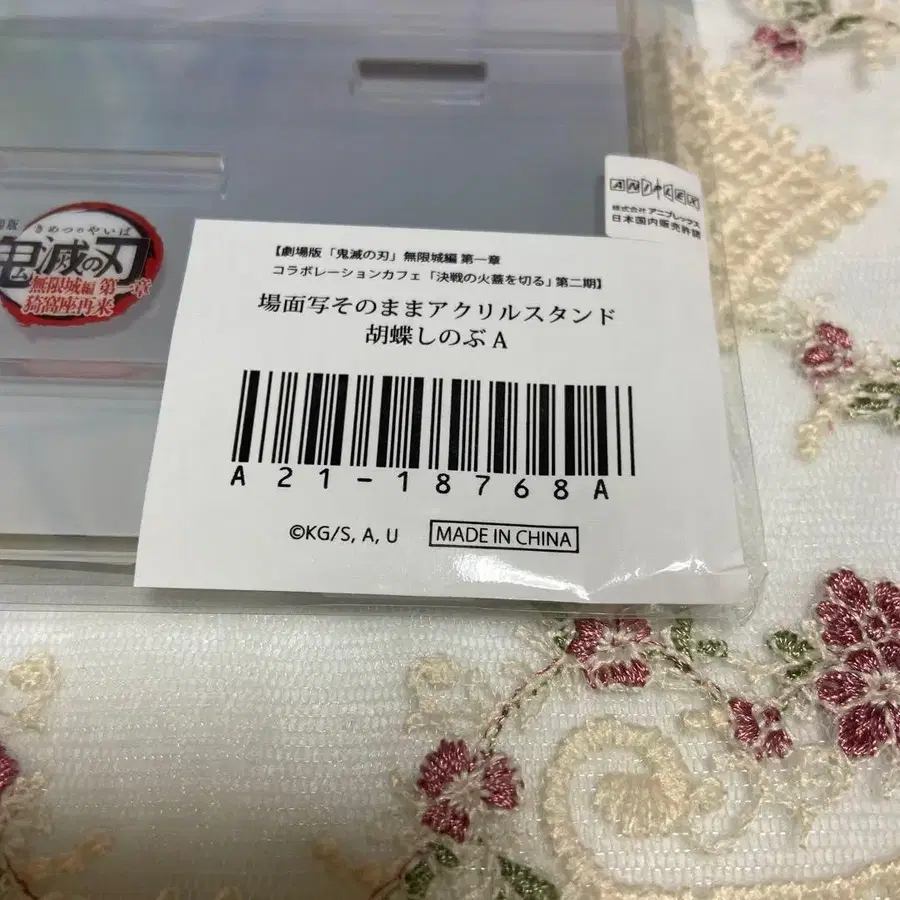 きめつのやいば
鬼滅の刃
無限城編 第一章
猗窩座再来
ANIPLEX
株式会社 アニプレックス
日本国内販売許諾
【劇場版「鬼滅の刃」無限城編 第一章
コラボレーションカフェ「決戦の火蓋を切る」第二期】
場面写そのままアクリルスタンド
胡蝶しのぶA
A21-18768A
©KG/S, A, U
MADE IN CHINA